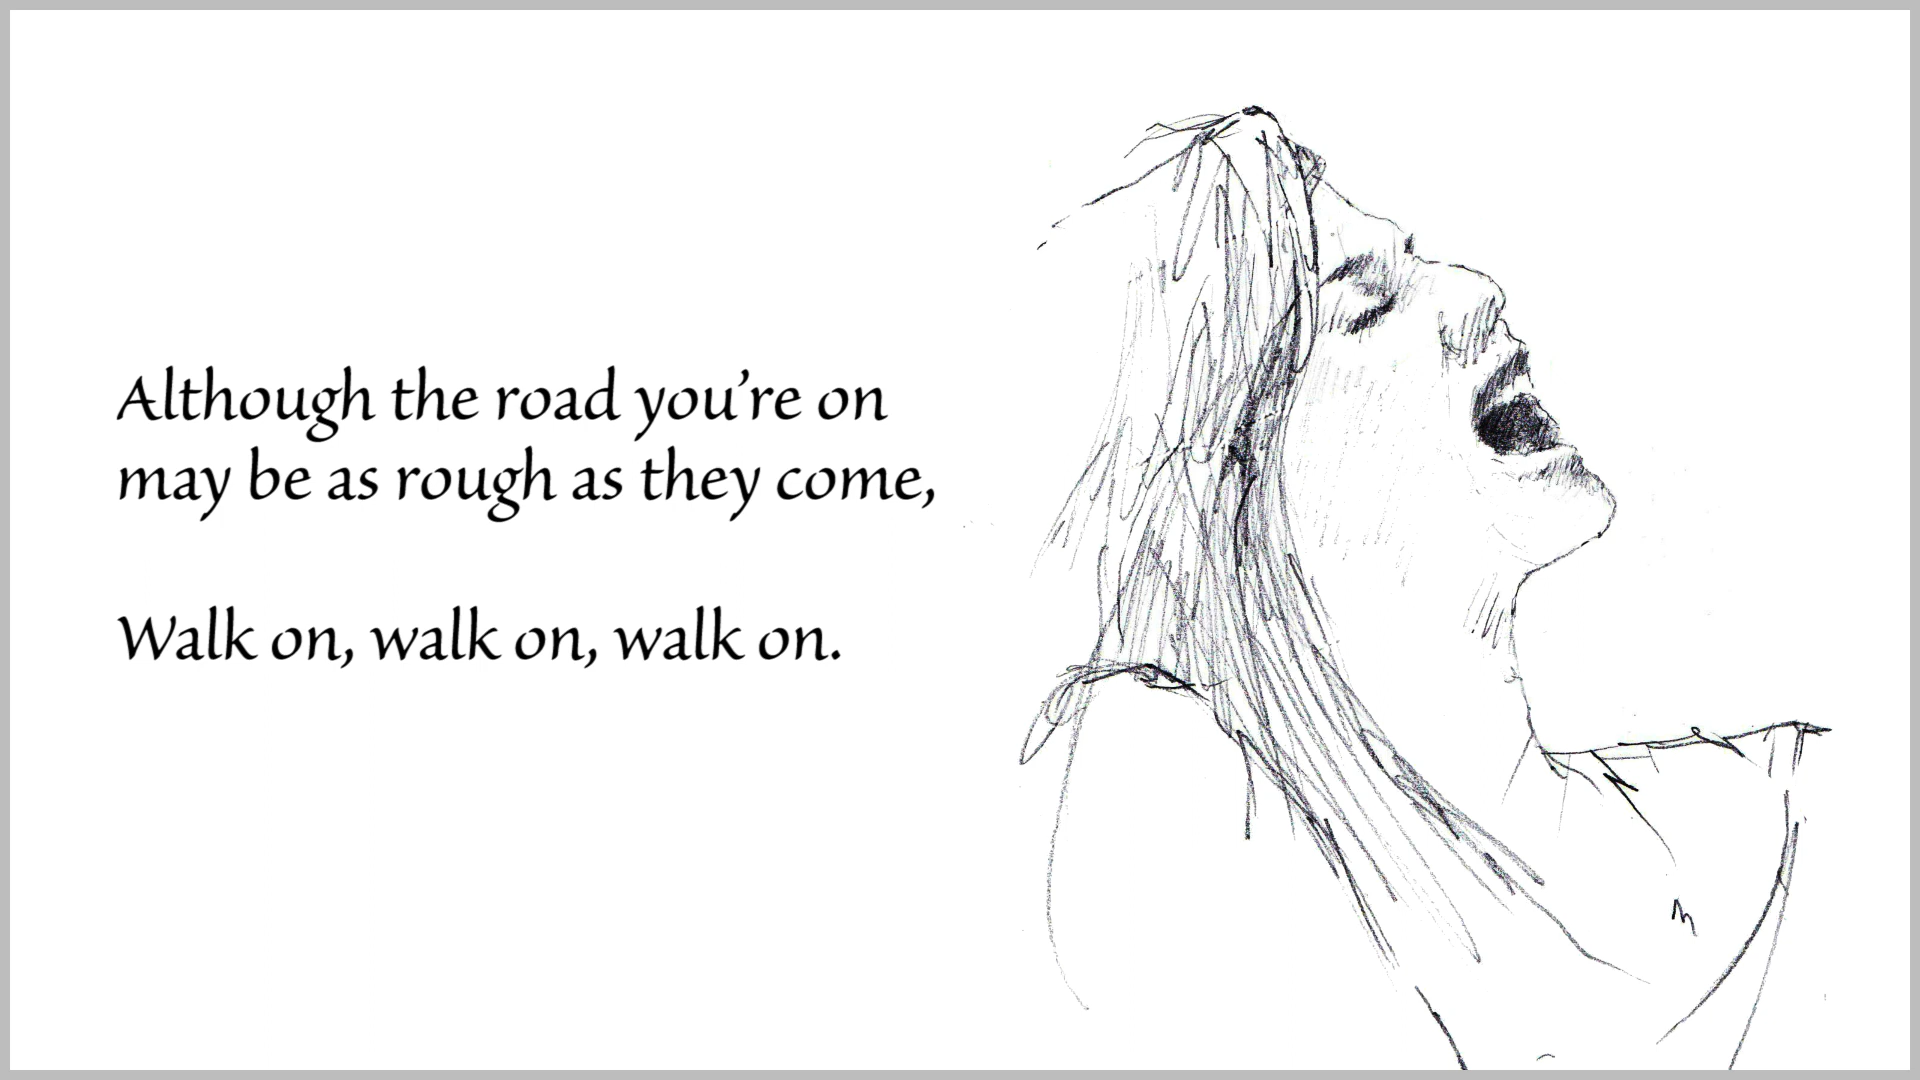 Although the road you’re on
may be as rough as they come,
Walk on, walk on, walk on.